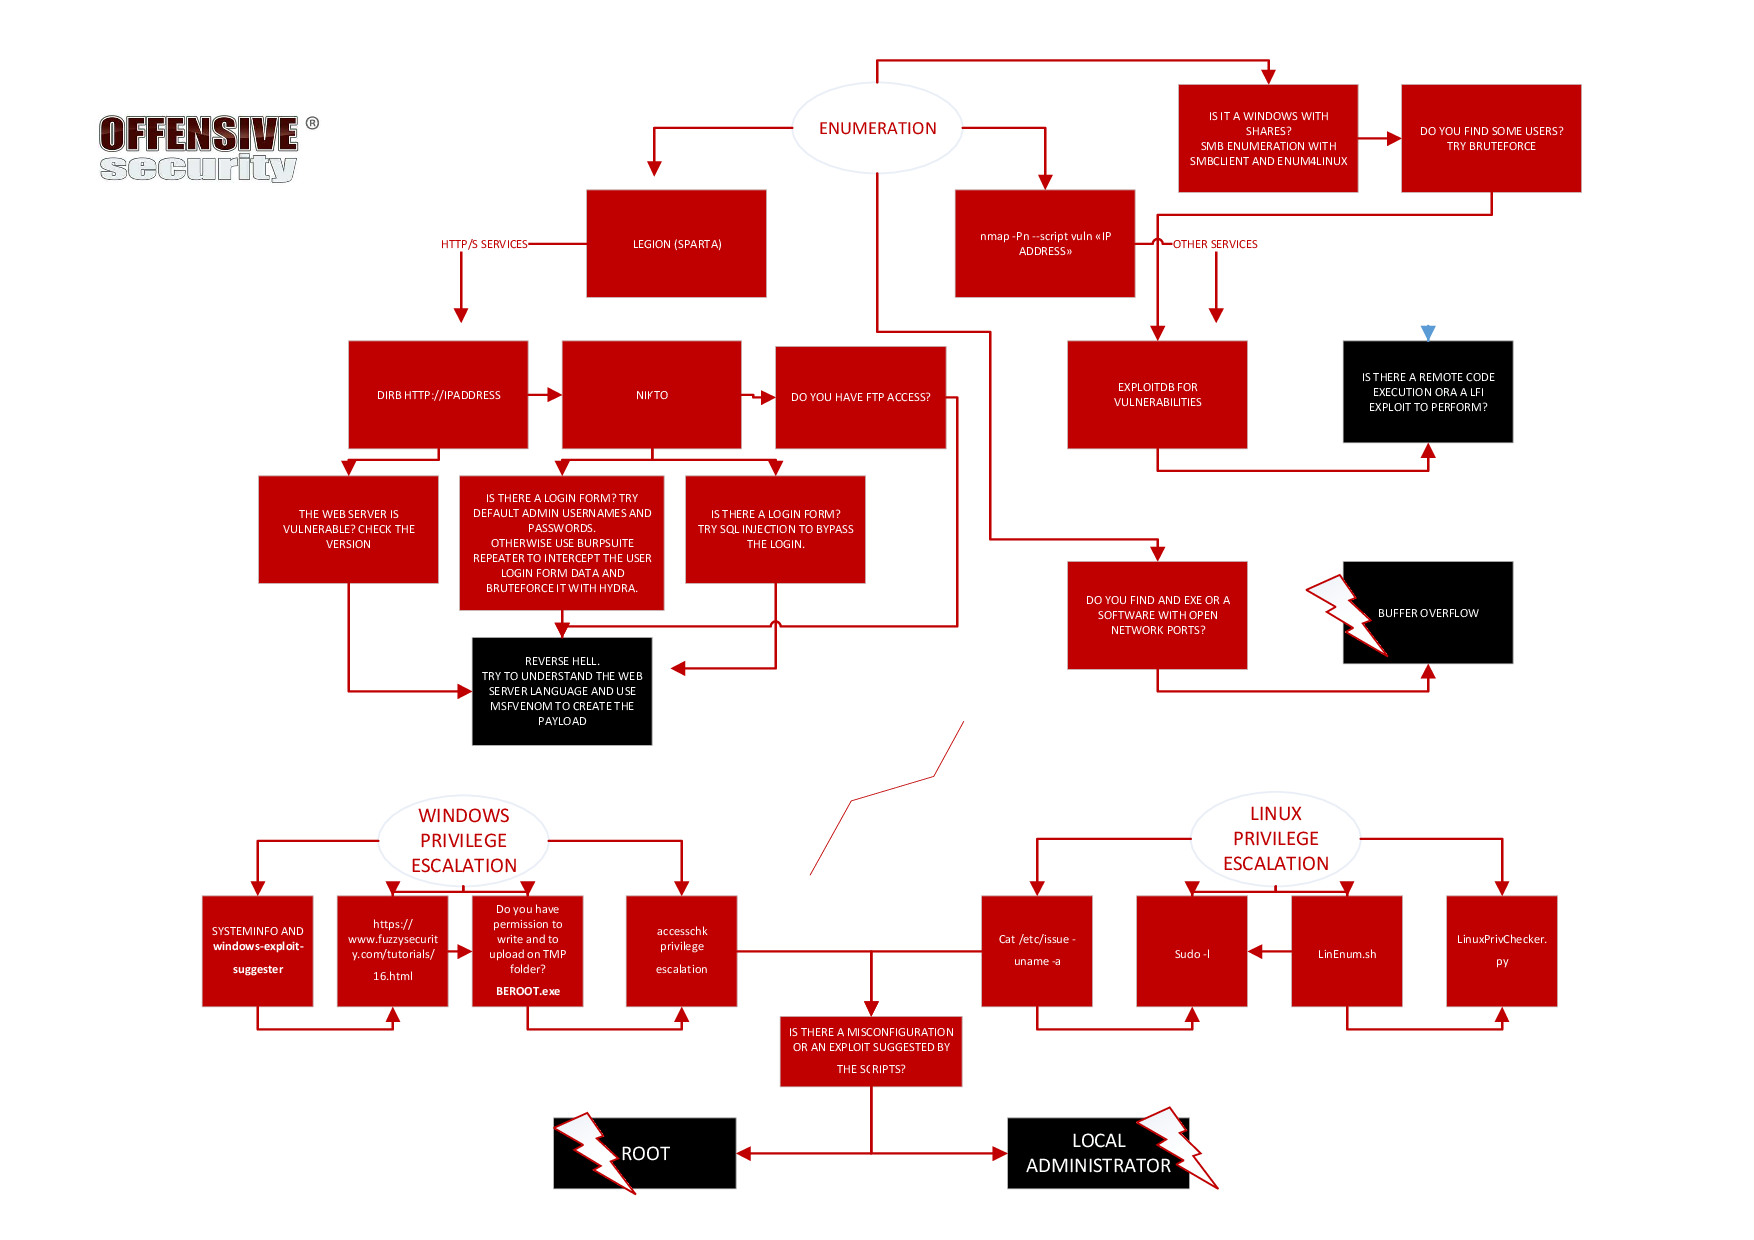 OFFENSIVE ®
security
ENUMERATION
IS IT A WINDOWS WITH
SHARES?
SMB ENUMERATION WITH
SMBCLIENT AND ENUM4LINUX
DO YOU FIND SOME USERS?
TRY BRUTEFORCE
HTTP/S SERVICES
LEGION (SPARTA)
nmap -Pn --script vuln «IP
ADDRESS»
OTHER SERVICES
DIRB HTTP://IPADDRESS
NIKTO
DO YOU HAVE FTP ACCESS?
EXPLOITDB FOR
VULNERABILITIES
IS THERE A REMOTE CODE
EXECUTION ORA A LFI
EXPLOIT TO PERFORM?
THE WEB SERVER IS
VULNERABLE? CHECK THE
VERSION
IS THERE A LOGIN FORM? TRY
DEFAULT ADMIN USERNAMES AND
PASSWORDS.
OTHERWISE USE BURPSUITE
REPEATER TO INTERCEPT THE USER
LOGIN FORM DATA AND
BRUTEFORCE IT WITH HYDRA.
IS THERE A LOGIN FORM?
TRY SQL INJECTION TO BYPASS
THE LOGIN.
DO YOU FIND AND EXE OR A
SOFTWARE WITH OPEN
NETWORK PORTS?
BUFFER OVERFLOW
REVERSE HELL.
TRY TO UNDERSTAND THE WEB
SERVER LANGUAGE AND USE
MSFVENOM TO CREATE THE
PAYLOAD
WINDOWS
PRIVILEGE
ESCALATION
LINUX
PRIVILEGE
ESCALATION
SYSTEMINFO AND
windows-exploit-
suggester
https://
www.fuzzysecurit
y.com/tutorials/
16.html
Do you have
permission to
write and to
upload on TMP
folder?
BEROOT.exe
accesschk
privilege
escalation
Cat /etc/issue -
uname -a
Sudo -l
LinEnum.sh
LinuxPrivChecker.
py
IS THERE A MISCONFIGURATION
OR AN EXPLOIT SUGGESTED BY
THE SCRIPTS?
ROOT
LOCAL
ADMINISTRATOR